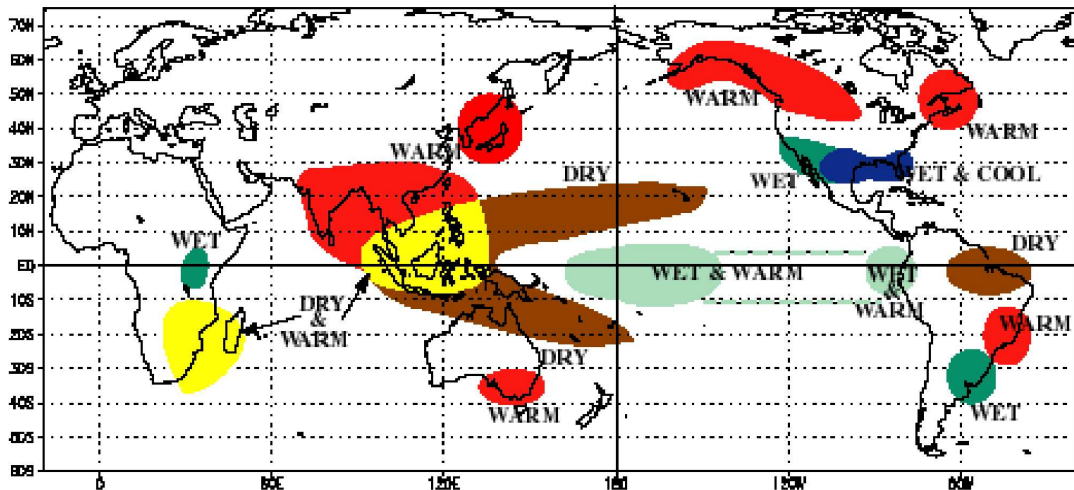 70N
60N
50N
40N
30N
20N
10N
EQ
10S
20S
30S
40S
50S
60S
WARM
WARM
WARM
DRY
WET
WET & COOL
WET
DRY
WET & WARM
WET
&
WARM
DRY
&
WARM
WARM
DRY
WARM
WET
0
60E
120E
180
120W
60W